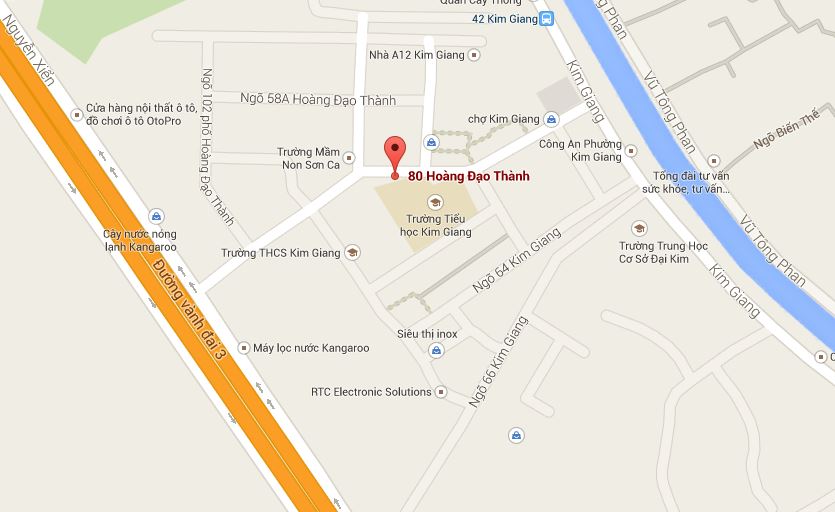 Quán Cây Thông
42 Kim Giang
Nguyễn Xiển
Nhà A12 Kim Giang
Kim Giang
Vũ Tông Phan
Vũ Tông Phan
Ngõ 102 phố Hoàng Đạo Thành
Ngõ 58A Hoàng Đạo Thành
Cửa hàng nội thất ô tô,
đồ chơi ô tô OtoPro
chợ Kim Giang
Ngõ Biến Thế
Công An Phường
Kim Giang
Trường Mầm
Non Sơn Ca
80 Hoàng Đạo Thành
Tổng đài tư vấn
sức khỏe, tư vấn...
Trường Tiểu
học Kim Giang
Cây nước nóng
lạnh Kangaroo
Trường THCS Kim Giang
Ngõ 64 Kim Giang
Trường Trung Học
Cơ Sở Đại Kim
Vũ Tông Phan
Kim Giang
Đường vành đai 3
Siêu thị inox
Máy lọc nước Kangaroo
Ngõ 66 Kim Giang
RTC Electronic Solutions